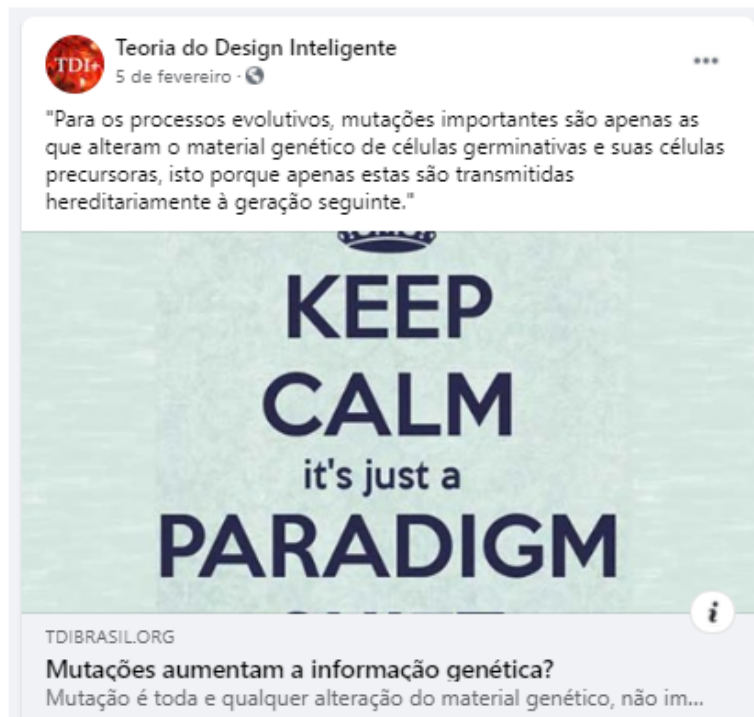 TDI+
Teoria do Design Inteligente
5 de fevereiro ·
"Para os processos evolutivos, mutações importantes são apenas as
que alteram o material genético de células germinativas e suas células
precursoras, isto porque apenas estas são transmitidas
hereditariamente à geração seguinte."
KEEP
CALM
it's just a
PARADIGM
i
TDIBRASIL.ORG
Mutações aumentam a informação genética?
Mutação é toda e qualquer alteração do material genético, não im...